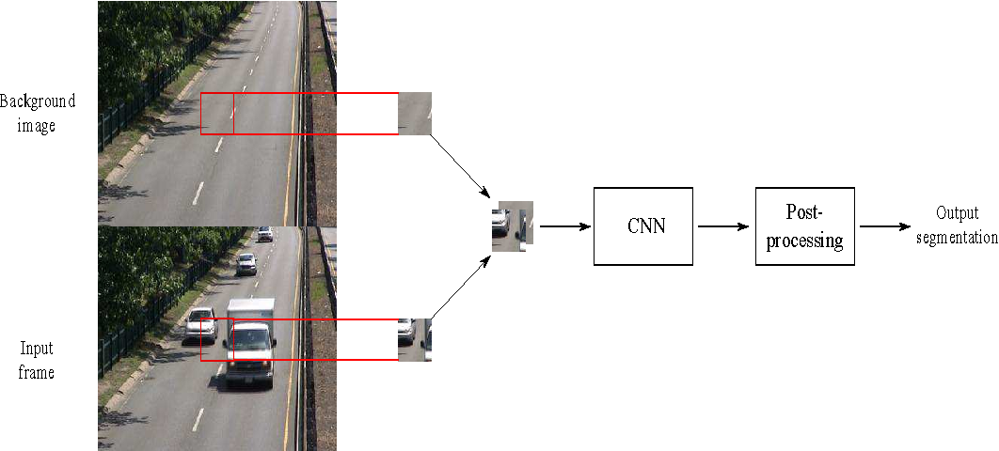 Background
image
CNN
Post-
processing
Output
segmentation
Input
frame